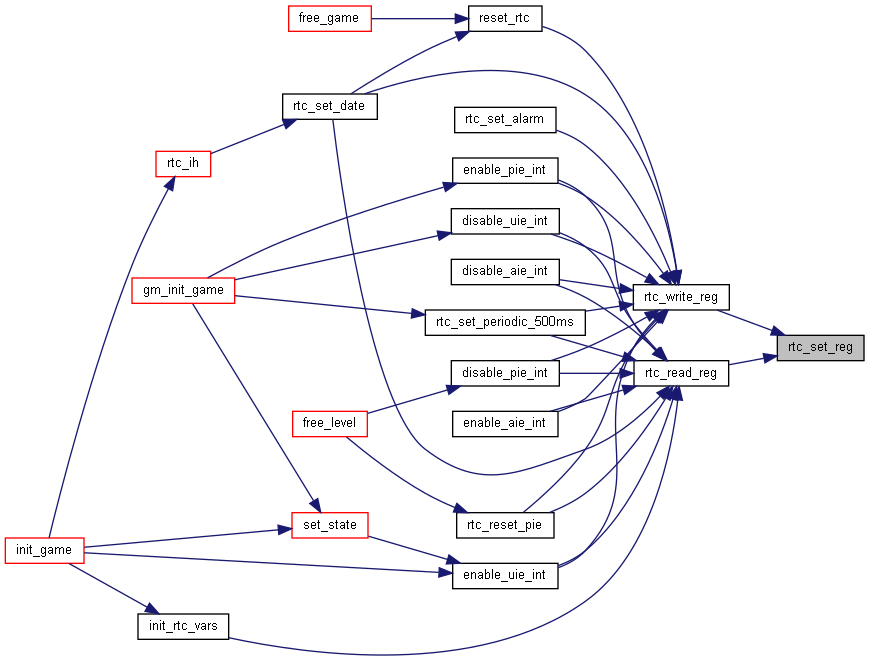 free_game
reset_rtc
rtc_set_date
rtc_set_alarm
rtc_ih
enable_pie_int
disable_uie_int
disable_aie_int
gm_init_game
rtc_write_reg
rtc_set_periodic_500ms
rtc_set_reg
disable_pie_int
rtc_read_reg
free_level
enable_aie_int
set_state
rtc_reset_pie
init_game
enable_uie_int
init_rtc_vars